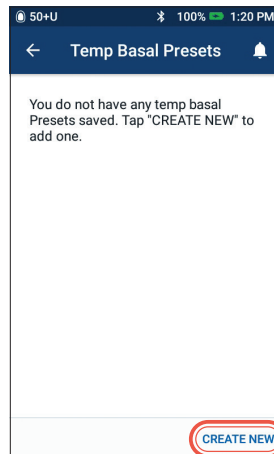 50+U 100% 1:20 PM
Temp Basal Presets
You do not have any temp basal
Presets saved. Tap "CREATE NEW" to
add one.
CREATE NEW